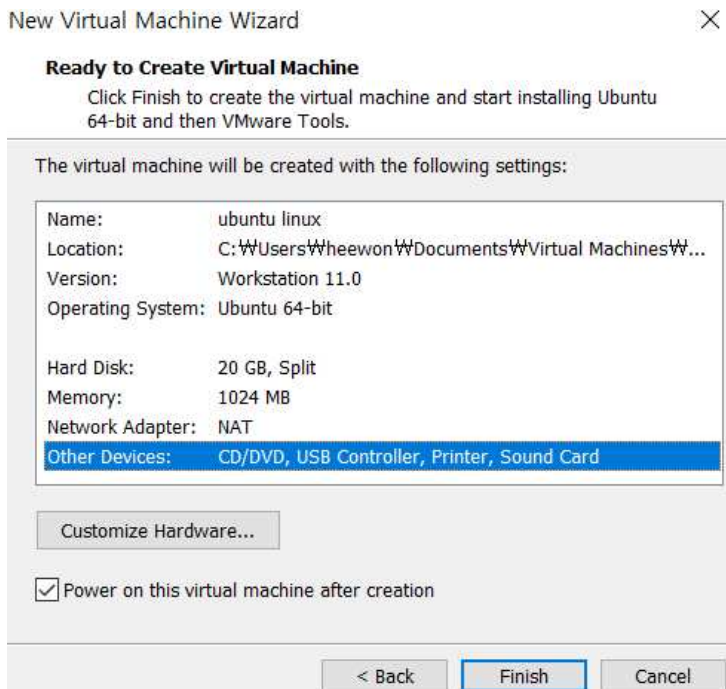 New Virtual Machine Wizard
Ready to Create Virtual Machine
Click Finish to create the virtual machine and start installing Ubuntu
64-bit and then VMware Tools.
The virtual machine will be created with the following settings:
Name: ubuntu linux
Location: C:₩Users₩heewon₩Documents₩Virtual Machines₩...
Version: Workstation 11.0
Operating System: Ubuntu 64-bit
Hard Disk: 20 GB, Split
Memory: 1024 MB
Network Adapter: NAT
Other Devices: CD/DVD, USB Controller, Printer, Sound Card
Customize Hardware...
Power on this virtual machine after creation
< Back Finish Cancel